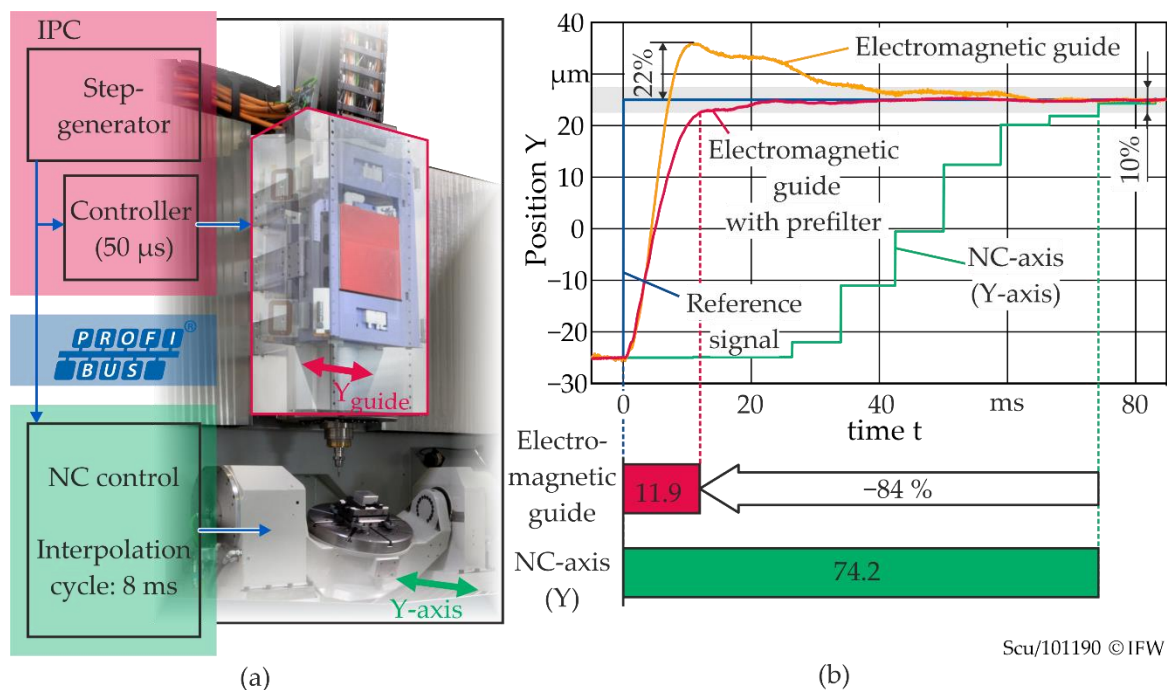 IPC
Step-
generator
Controller
(50 µs)
PROFI
BUS®
NC control
Interpolation
cycle: 8 ms
Y guide
Y-axis
(a)
Position Y
40
µm
20
10
0
−10
−20
−30
22%
Electromagnetic guide
Electromagnetic
guide
with prefilter
10%
NC-axis
(Y-axis)
Reference
signal
0
20
40
ms
80
time t
Electro-
magnetic
guide
11.9
−84 %
NC-axis
(Y)
74.2
Scu/101190 © IFW
(b)